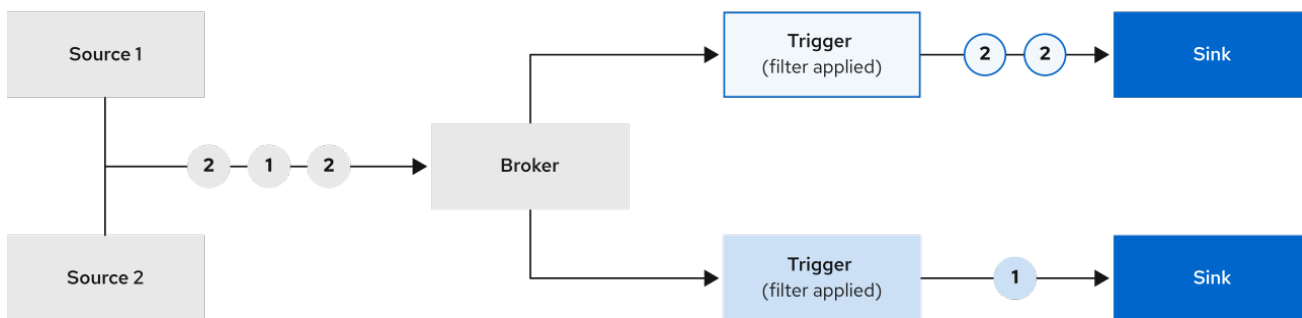 Source 1
Trigger
(filter applied)
2 2
Sink
2 1 2
Broker
Source 2
Trigger
(filter applied)
1
Sink